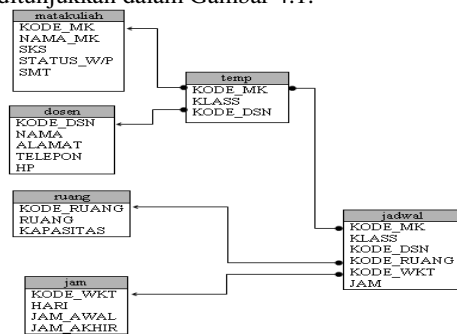 ditunjukkan dalam Gambar 4.1.
matakuliah
KODE_MK
NAMA_MK
SKS
STATUS_W/P
SMT
temp
KODE_MK
KLASS
KODE_DSN
dosen
KODE_DSN
NAMA
ALAMAT
TELEPON
HP
ruang
KODE_RUANG
RUANG
KAPASITAS
jadwal
KODE_MK
KLASS
KODE_DSN
KODE_RUANG
KODE_WKT
JAM
jam
KODE_WKT
HARI
JAM_AWAL
JAM_AKHIR